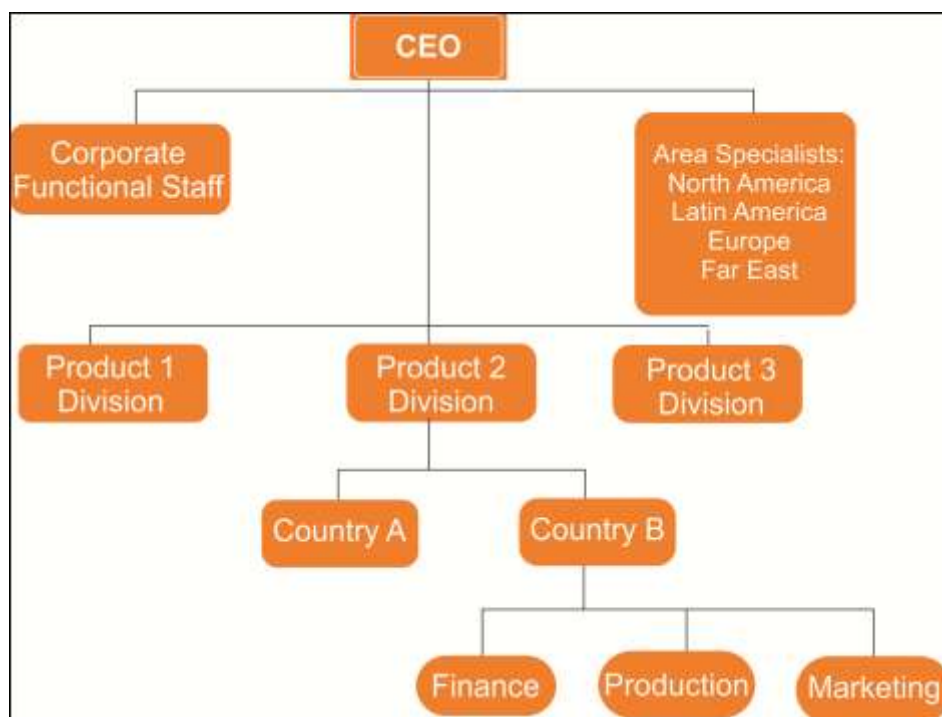 CEO
Corporate
Functional Staff
Area Specialists:
North America
Latin America
Europe
Far East
Product 1
Division
Product 2
Division
Product 3
Division
Country A
Country B
Finance
Production
Marketing